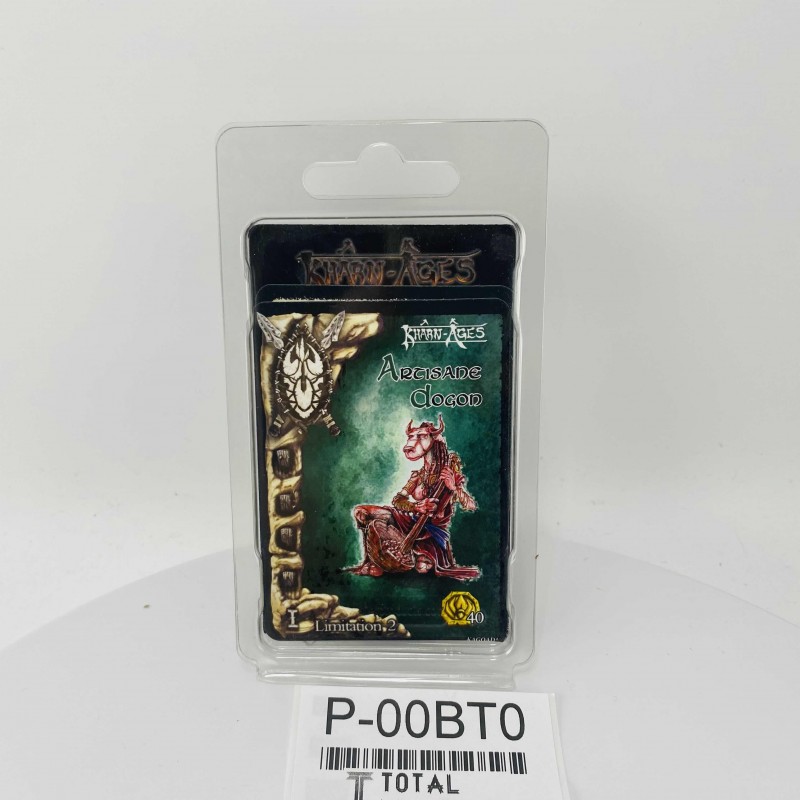 KHÂRN-ÂGES
KHÂRN-ÂGES
Artisane
dogon
I
Limitation 2
40
P-00BT0
TOTAL